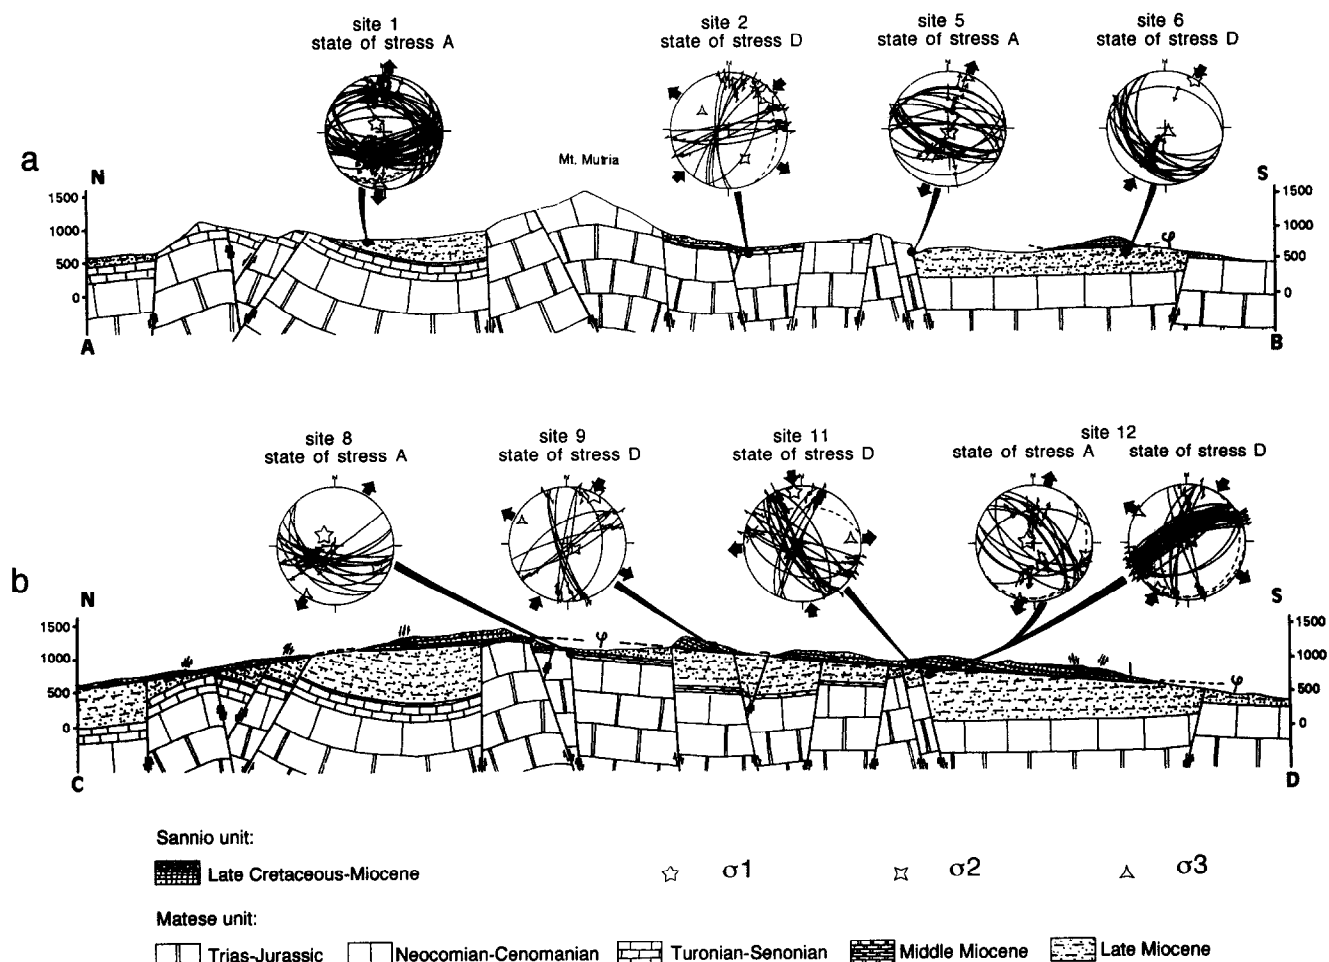 site 1
state of stress A
site 2
state of stress D
site 5
state of stress A
site 6
state of stress D
a
Mt. Mutria
N
S
1500
1000
500
0
1500
1000
500
0
φ
A
B
site 8
state of stress A
site 9
state of stress D
site 11
state of stress D
site 12
state of stress A
state of stress D
b
N
S
1500
1000
500
0
1500
1000
500
0
φ
φ
C
D
Sannio unit:
Late Cretaceous-Miocene
σ1
σ2
σ3
Matese unit:
Trias-Jurassic
Neocomian-Cenomanian
Turonian-Senonian
Middle Miocene
Late Miocene